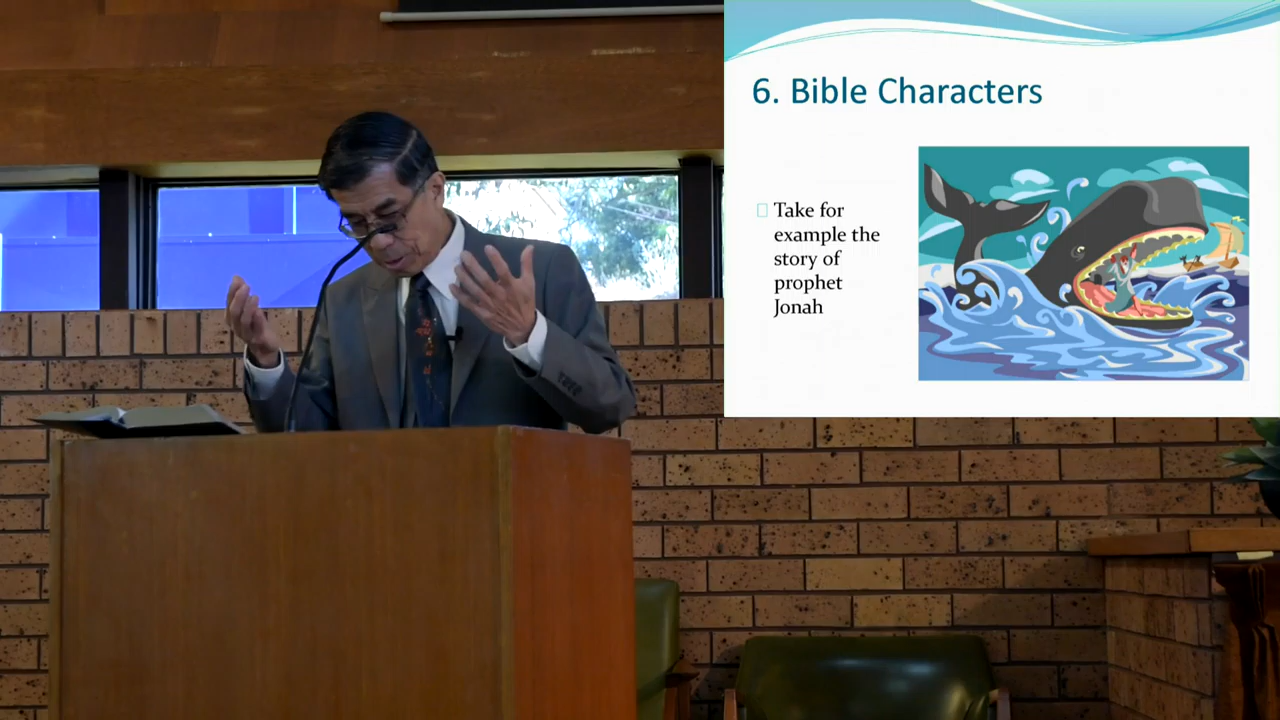 6. Bible Characters
Take for
example the
story of
prophet
Jonah